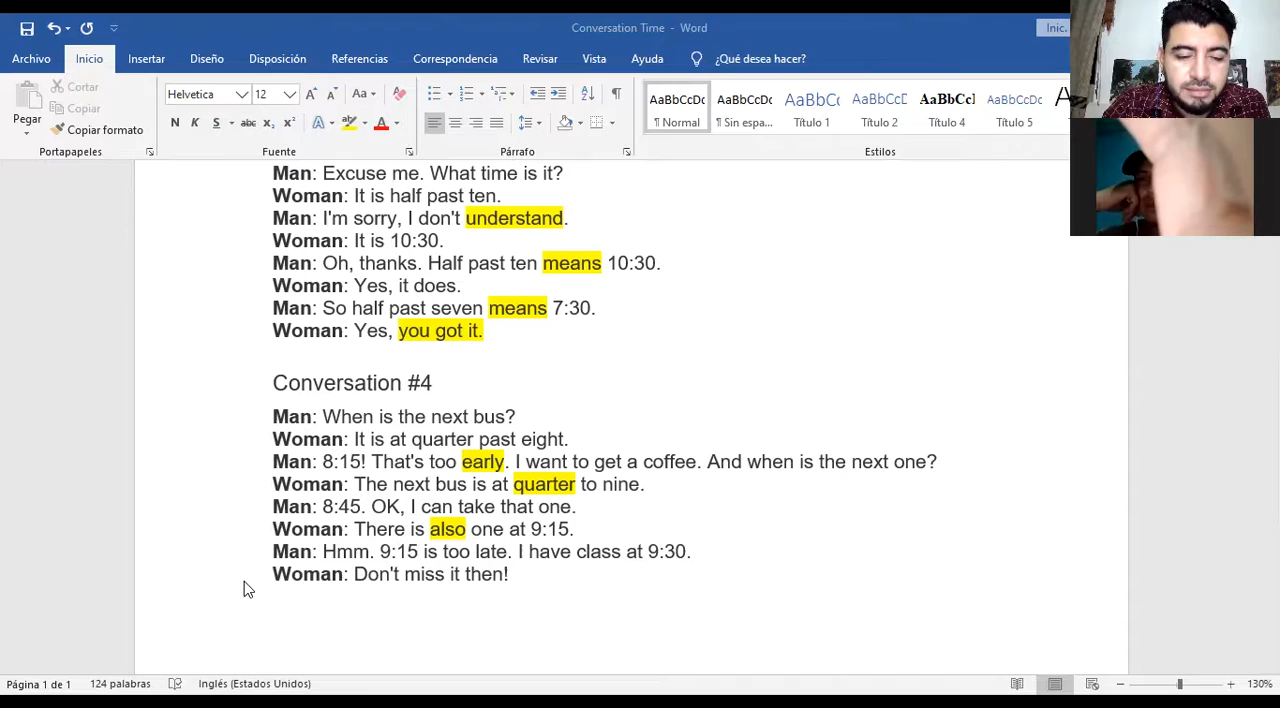 Conversation Time - Word
Inic.
Archivo Inicio Insertar Diseño Disposición Referencias Correspondencia Revisar Vista Ayuda ¿Qué desea hacer?
Pegar
Cortar
Copiar
Copiar formato
Portapapeles
Helvetica 12 Aa
N K S abc x₂ x² A A
Fuente
Párrafo
AaBbCcDc AaBbCcDc AaBbC AaBbCcD AaBbCcI AaBbCcDc A
¶ Normal ¶ Sin espa... Título 1 Título 2 Título 4 Título 5
Estilos
Man: Excuse me. What time is it?
Woman: It is half past ten.
Man: I'm sorry, I don't understand.
Woman: It is 10:30.
Man: Oh, thanks. Half past ten means 10:30.
Woman: Yes, it does.
Man: So half past seven means 7:30.
Woman: Yes, you got it.
Conversation #4
Man: When is the next bus?
Woman: It is at quarter past eight.
Man: 8:15! That's too early. I want to get a coffee. And when is the next one?
Woman: The next bus is at quarter to nine.
Man: 8:45. OK, I can take that one.
Woman: There is also one at 9:15.
Man: Hmm. 9:15 is too late. I have class at 9:30.
Woman: Don't miss it then!
Página 1 de 1 124 palabras Inglés (Estados Unidos) 130%